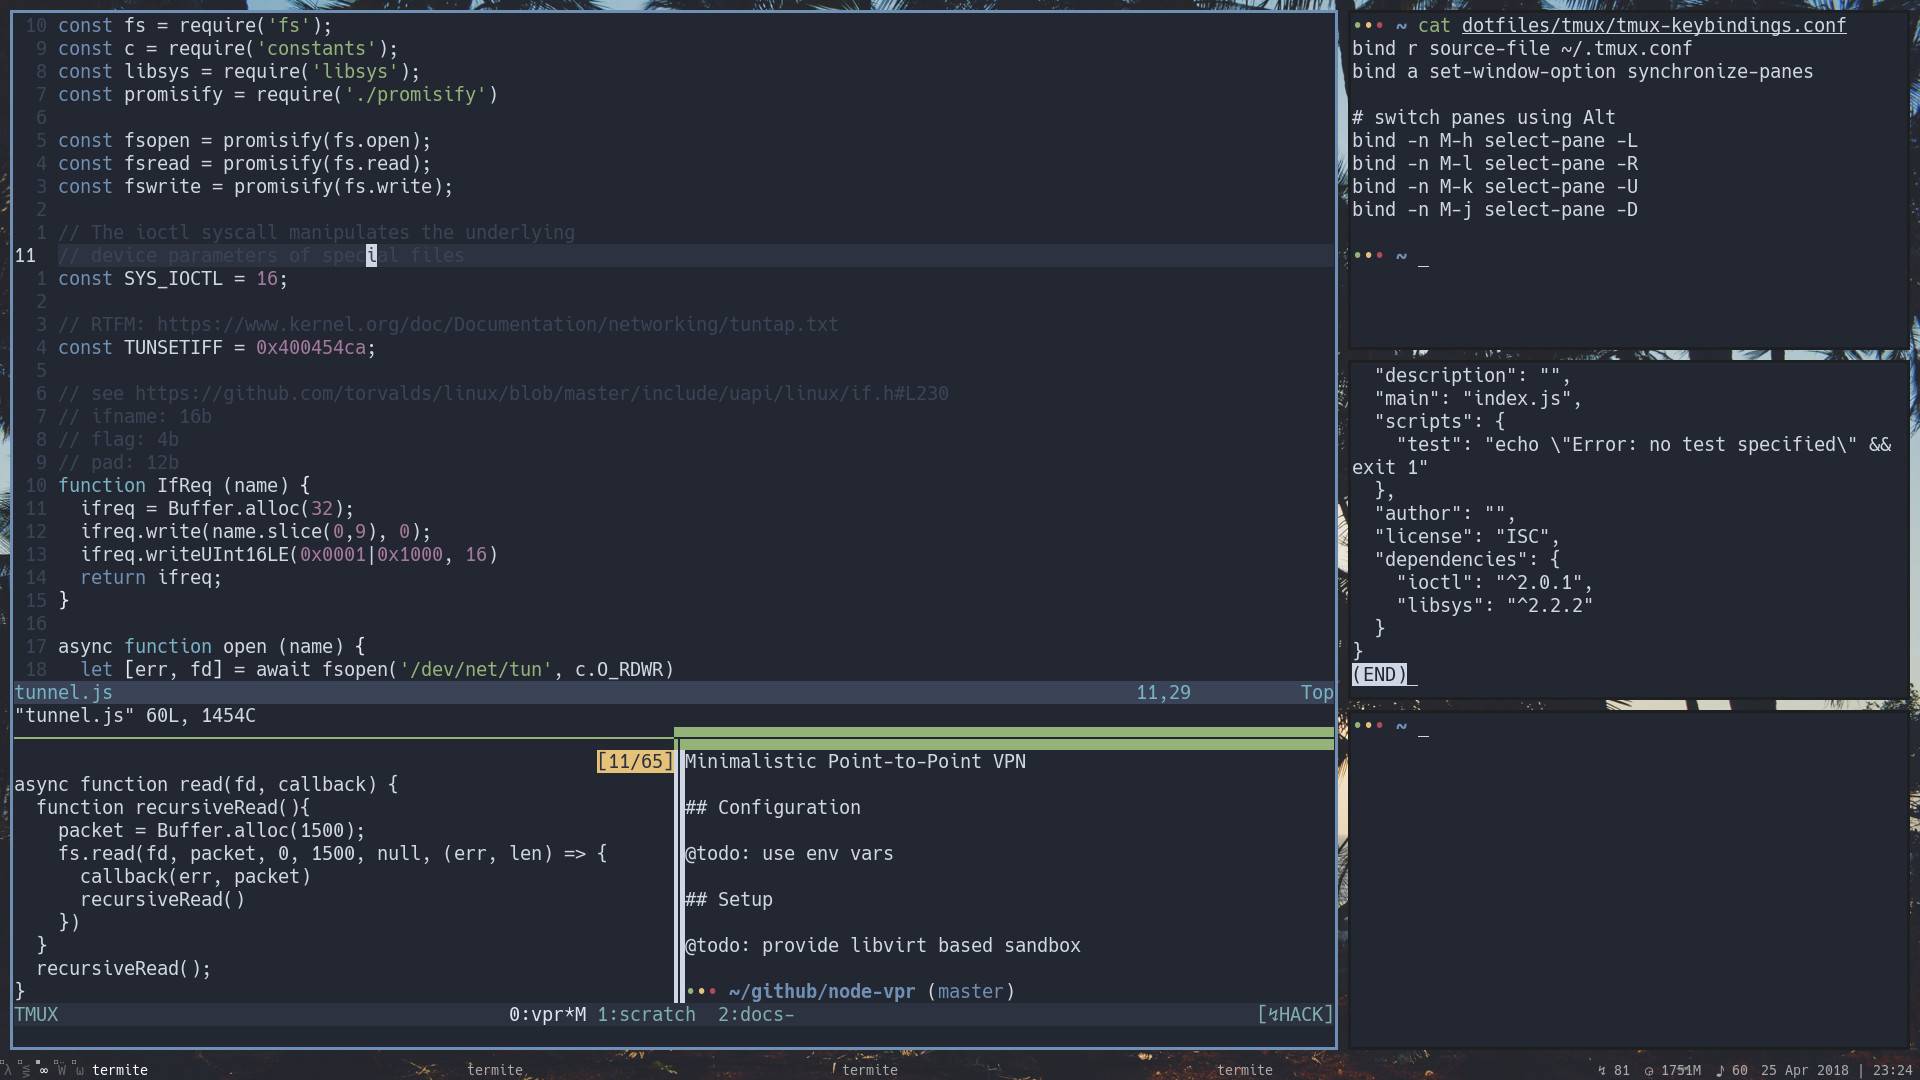 10 const fs = require('fs');
9 const c = require('constants');
8 const libsys = require('libsys');
7 const promisify = require('./promisify')
6
5 const fsopen = promisify(fs.open);
4 const fsread = promisify(fs.read);
3 const fswrite = promisify(fs.write);
2
1 // The ioctl syscall manipulates the underlying
11 // device parameters of special files
1 const SYS_IOCTL = 16;
2
3 // RTFM: https://www.kernel.org/doc/Documentation/networking/tuntap.txt
4 const TUNSETIFF = 0x400454ca;
5
6 // see https://github.com/torvalds/linux/blob/master/include/uapi/linux/if.h#L230
7 // ifname: 16b
8 // flag: 4b
9 // pad: 12b
10 function IfReq (name) {
11   ifreq = Buffer.alloc(32);
12   ifreq.write(name.slice(0,9), 0);
13   ifreq.writeUInt16LE(0x0001|0x1000, 16)
14   return ifreq;
15 }
16
17 async function open (name) {
18   let [err, fd] = await fsopen('/dev/net/tun', c.O_RDWR)
tunnel.js 11,29 Top
"tunnel.js" 60L, 1454C
[11/65]
async function read(fd, callback) {
  function recursiveRead(){
    packet = Buffer.alloc(1500);
    fs.read(fd, packet, 0, 1500, null, (err, len) => {
      callback(err, packet)
      recursiveRead()
    })
  }
  recursiveRead();
}
Minimalistic Point-to-Point VPN
## Configuration
@todo: use env vars
## Setup
@todo: provide libvirt based sandbox
••• ~/github/node-vpr (master)
TMUX 0:vpr*M 1:scratch 2:docs- [↯HACK]
••• ~ cat dotfiles/tmux/tmux-keybindings.conf
bind r source-file ~/.tmux.conf
bind a set-window-option synchronize-panes
# switch panes using Alt
bind -n M-h select-pane -L
bind -n M-l select-pane -R
bind -n M-k select-pane -U
bind -n M-j select-pane -D
••• ~ _
  "description": "",
  "main": "index.js",
  "scripts": {
    "test": "echo \"Error: no test specified\" &&
exit 1"
  },
  "author": "",
  "license": "ISC",
  "dependencies": {
    "ioctl": "^2.0.1",
    "libsys": "^2.2.2"
  }
}
(END)_
••• ~ _
λ ∞ W ω termite termite termite termite ↯ 81 1751M ♪ 60 25 Apr 2018 | 23:24